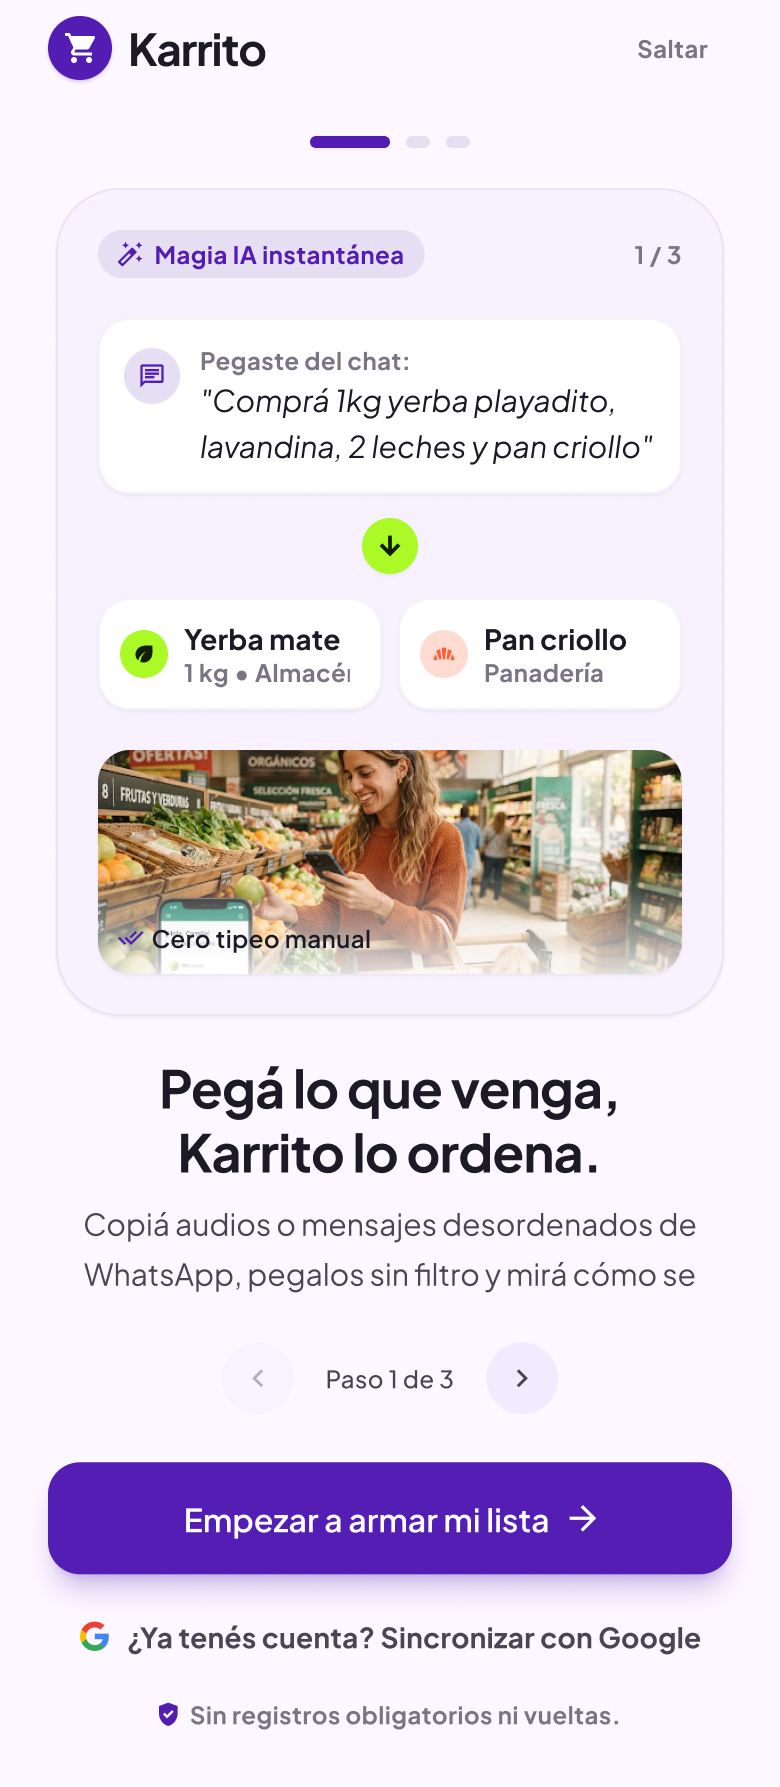 Karrito
Saltar
Magia IA instantánea
1 / 3
Pegaste del chat:
"Comprá 1kg yerba playadito,
lavandina, 2 leches y pan criollo"
Yerba mate
1 kg • Almacé
Pan criollo
Panadería
OFERTAS!
ORGÁNICOS
8 FRUTAS Y VERDURAS 8
SELECCIÓN FRESCA
FRESCA
Cero tipeo manual
Pegá lo que venga,
Karrito lo ordena.
Copiá audios o mensajes desordenados de
WhatsApp, pegalos sin filtro y mirá cómo se
Paso 1 de 3
Empezar a armar mi lista
¿Ya tenés cuenta? Sincronizar con Google
Sin registros obligatorios ni vueltas.